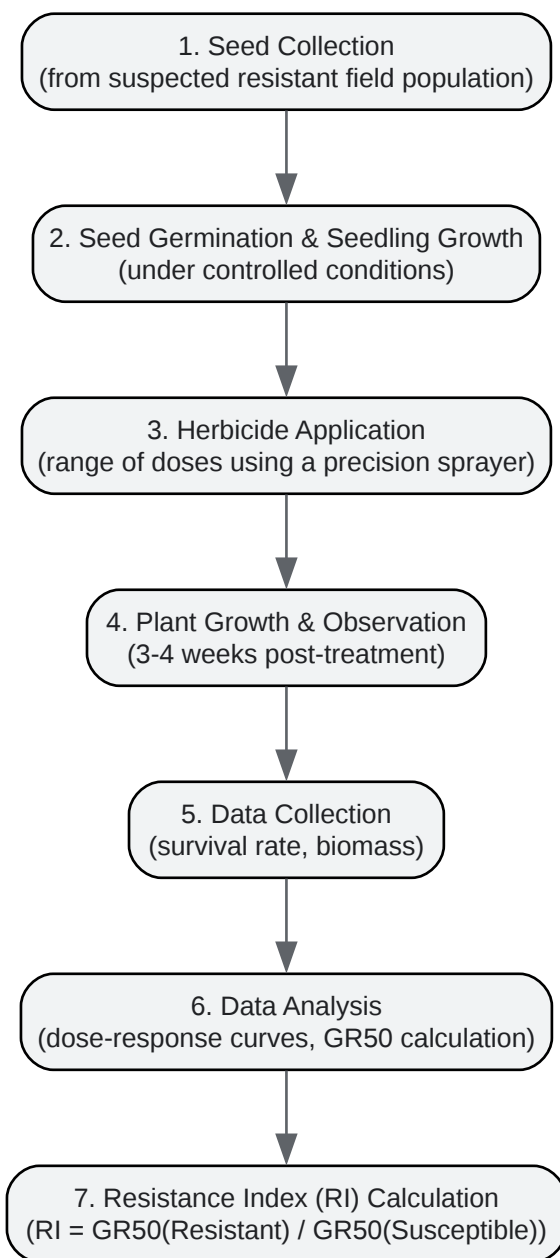 1. Seed Collection
(from suspected resistant field population)
2. Seed Germination & Seedling Growth
(under controlled conditions)
3. Herbicide Application
(range of doses using a precision sprayer)
4. Plant Growth & Observation
(3-4 weeks post-treatment)
5. Data Collection
(survival rate, biomass)
6. Data Analysis
(dose-response curves, GR50 calculation)
7. Resistance Index (RI) Calculation
(RI = GR50(Resistant) / GR50(Susceptible))